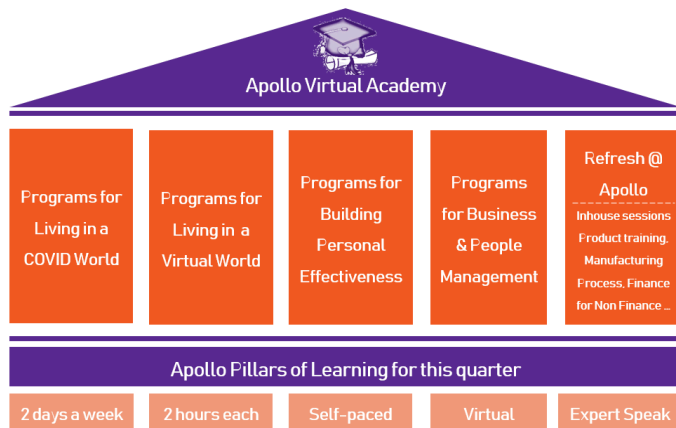 Apollo Virtual Academy
Programs for
Living in a
COVID World
Programs for
Living in a
Virtual World
Programs for
Building
Personal
Effectiveness
Programs
for Business
& People
Management
Refresh @
Apollo
Inhouse sessions
Product training,
Manufacturing
Process, Finance
for Non Finance ...
Apollo Pillars of Learning for this quarter
2 days a week
2 hours each
Self-paced
Virtual
Expert Speak